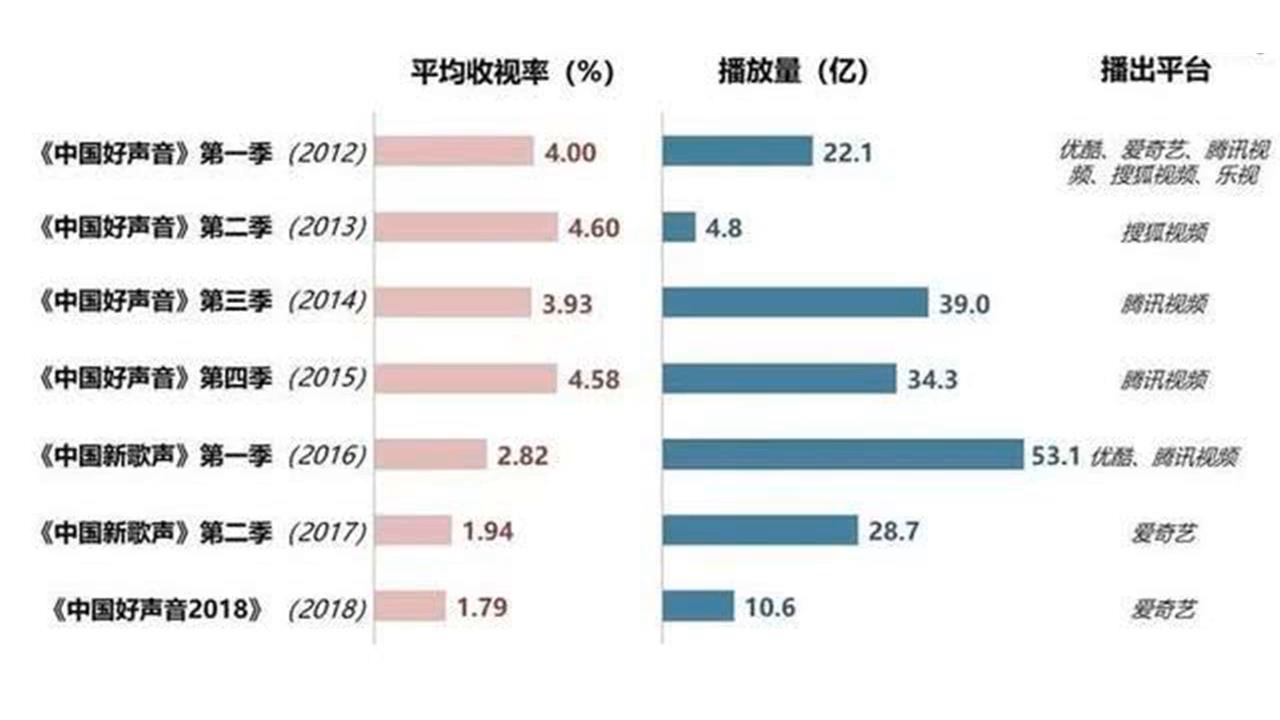 平均收视率（%） 播放量（亿） 播出平台
《中国好声音》第一季 (2012) 4.00 22.1 优酷、爱奇艺、腾讯视
频、搜狐视频、乐视
《中国好声音》第二季 (2013) 4.60 4.8 搜狐视频
《中国好声音》第三季 (2014) 3.93 39.0 腾讯视频
《中国好声音》第四季 (2015) 4.58 34.3 腾讯视频
《中国新歌声》第一季 (2016) 2.82 53.1 优酷、腾讯视频
《中国新歌声》第二季 (2017) 1.94 28.7 爱奇艺
《中国好声音2018》 (2018) 1.79 10.6 爱奇艺